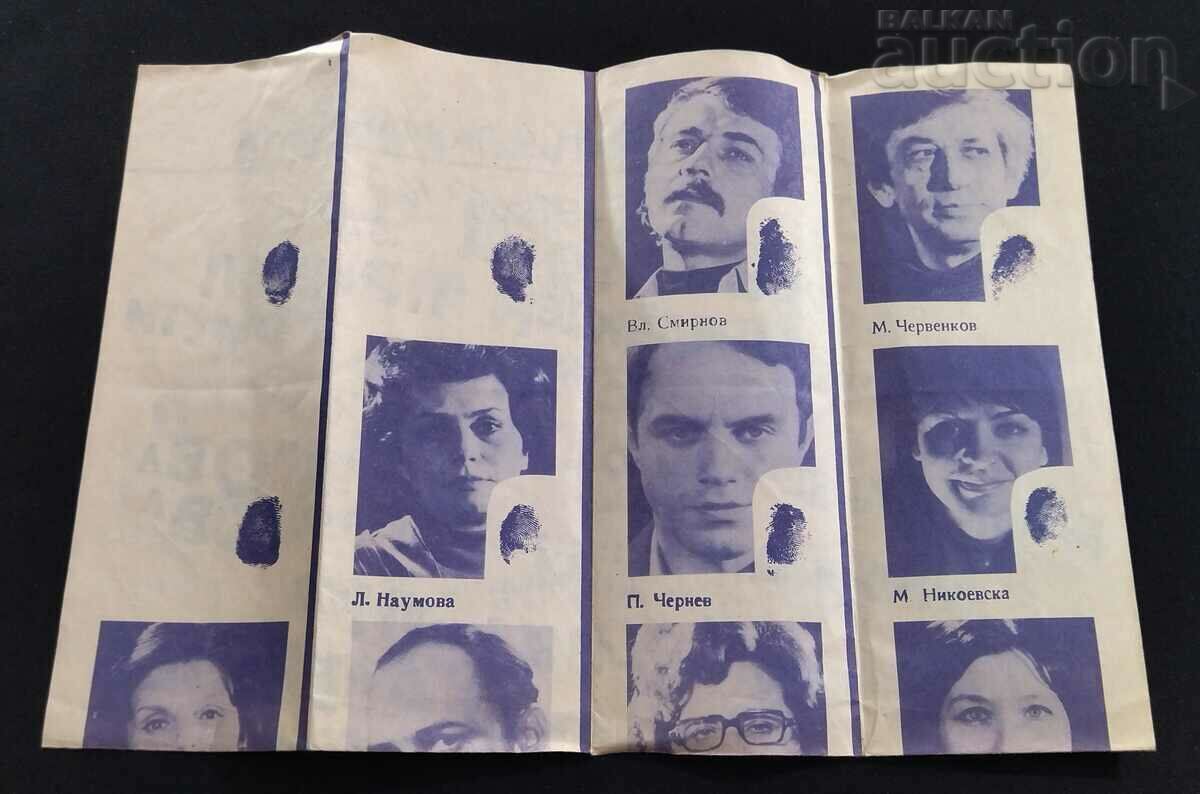 BALKAN
auction
Вл. Смирнов
М. Червенков
Л. Наумова
П. Чернев
М. Никоевска